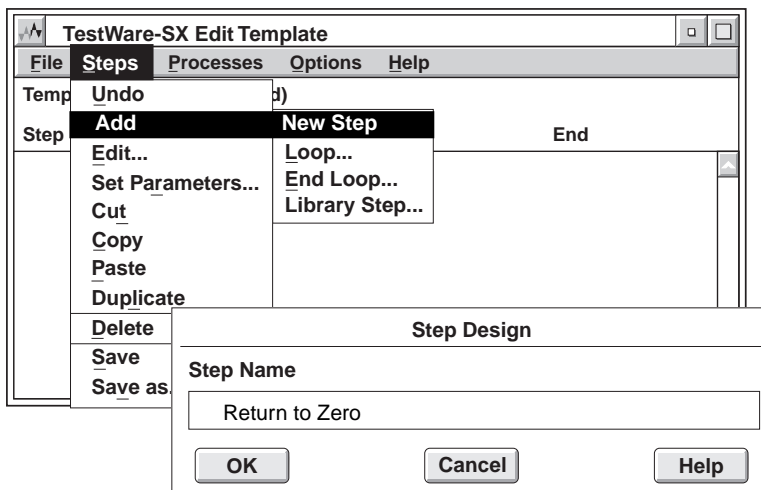 TestWare-SX Edit Template
File Steps Processes Options Help
Temp d)
Step End
Undo
Add
Edit...
Set Parameters...
Cut
Copy
Paste
Duplicate
Delete
Save
Save as.
New Step
Loop...
End Loop...
Library Step...
Step Design
Step Name
Return to Zero
OK Cancel Help